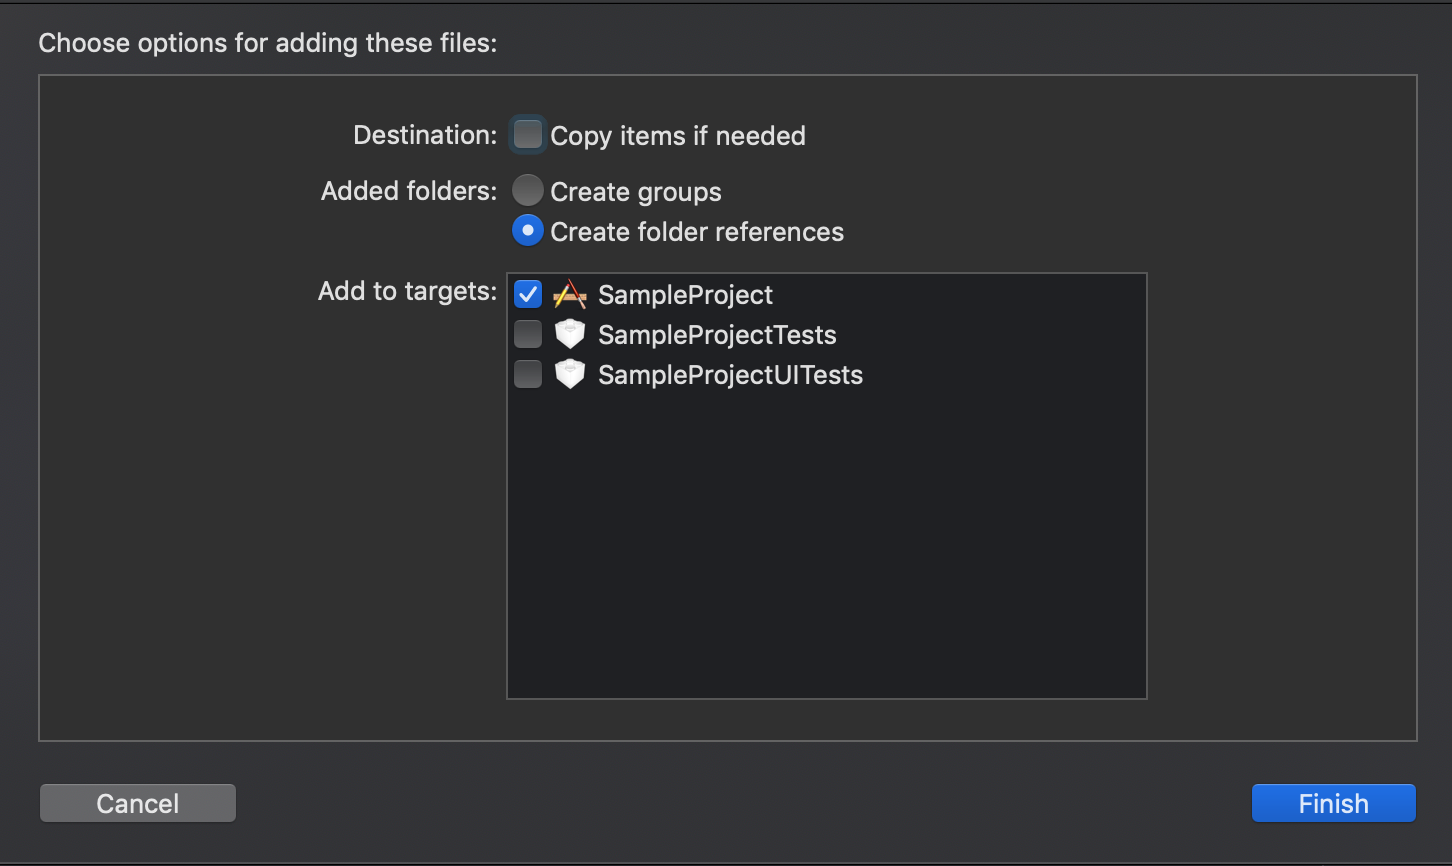 Choose options for adding these files:
Destination: Copy items if needed
Added folders: Create groups
Create folder references
Add to targets: SampleProject
SampleProjectTests
SampleProjectUITests
Cancel Finish